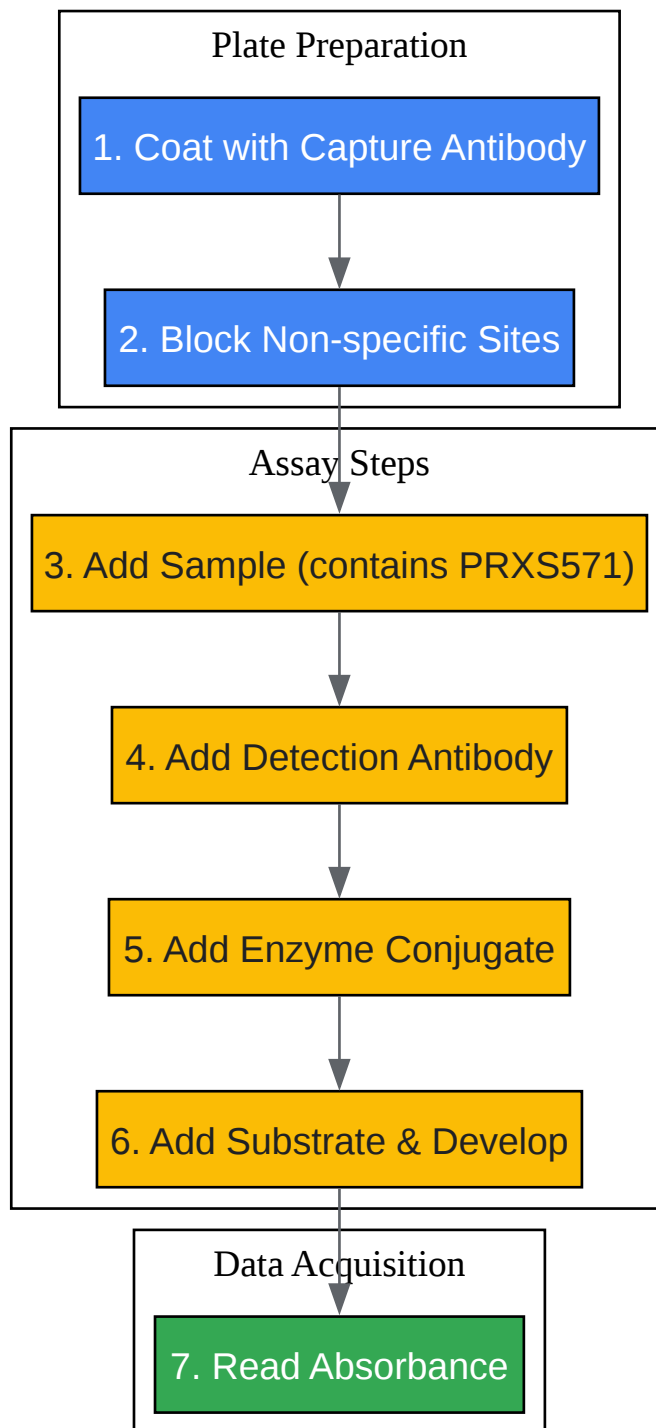 Plate Preparation
1. Coat with Capture Antibody
2. Block Non-specific Sites
Assay Steps
3. Add Sample (contains PRXS571)
4. Add Detection Antibody
5. Add Enzyme Conjugate
6. Add Substrate & Develop
Data Acquisition
7. Read Absorbance